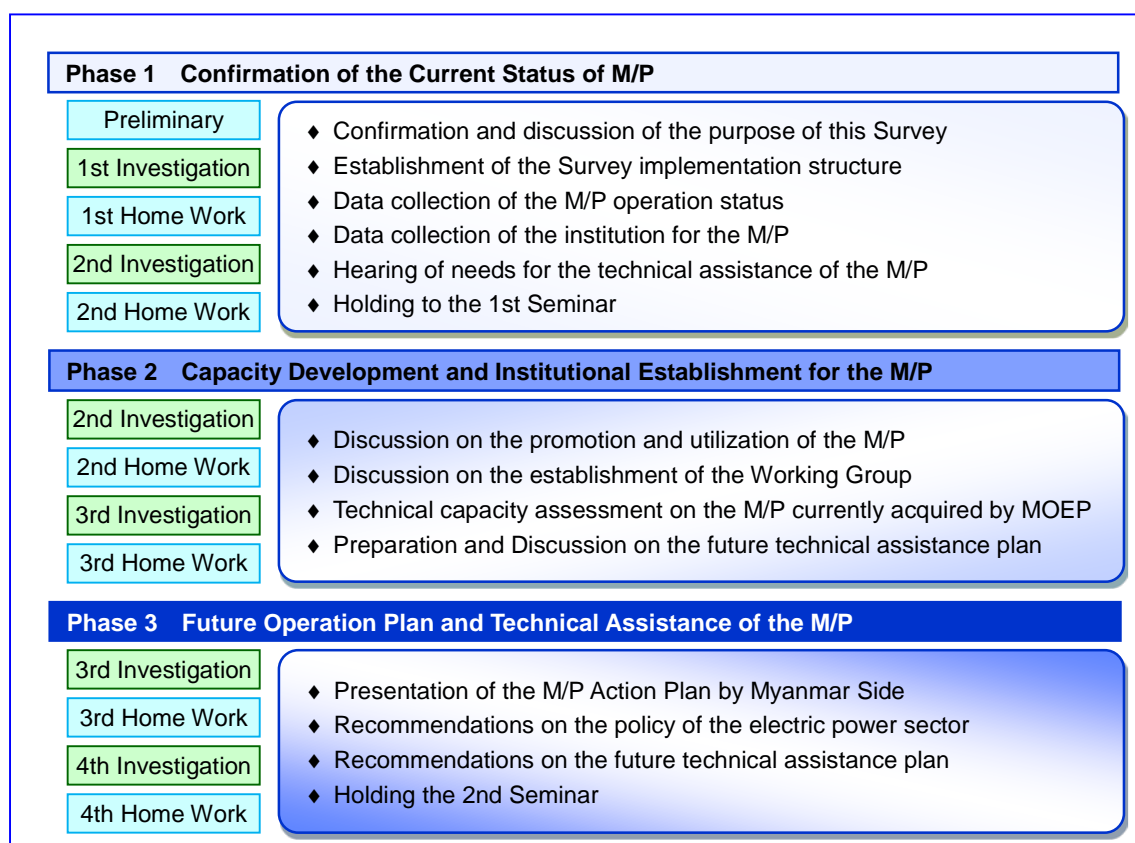 Phase 1 Confirmation of the Current Status of M/P
Preliminary
1st Investigation
1st Home Work
2nd Investigation
2nd Home Work
♦ Confirmation and discussion of the purpose of this Survey
♦ Establishment of the Survey implementation structure
♦ Data collection of the M/P operation status
♦ Data collection of the institution for the M/P
♦ Hearing of needs for the technical assistance of the M/P
♦ Holding to the 1st Seminar
Phase 2 Capacity Development and Institutional Establishment for the M/P
2nd Investigation
2nd Home Work
3rd Investigation
3rd Home Work
♦ Discussion on the promotion and utilization of the M/P
♦ Discussion on the establishment of the Working Group
♦ Technical capacity assessment on the M/P currently acquired by MOEP
♦ Preparation and Discussion on the future technical assistance plan
Phase 3 Future Operation Plan and Technical Assistance of the M/P
3rd Investigation
3rd Home Work
4th Investigation
4th Home Work
♦ Presentation of the M/P Action Plan by Myanmar Side
♦ Recommendations on the policy of the electric power sector
♦ Recommendations on the future technical assistance plan
♦ Holding the 2nd Seminar